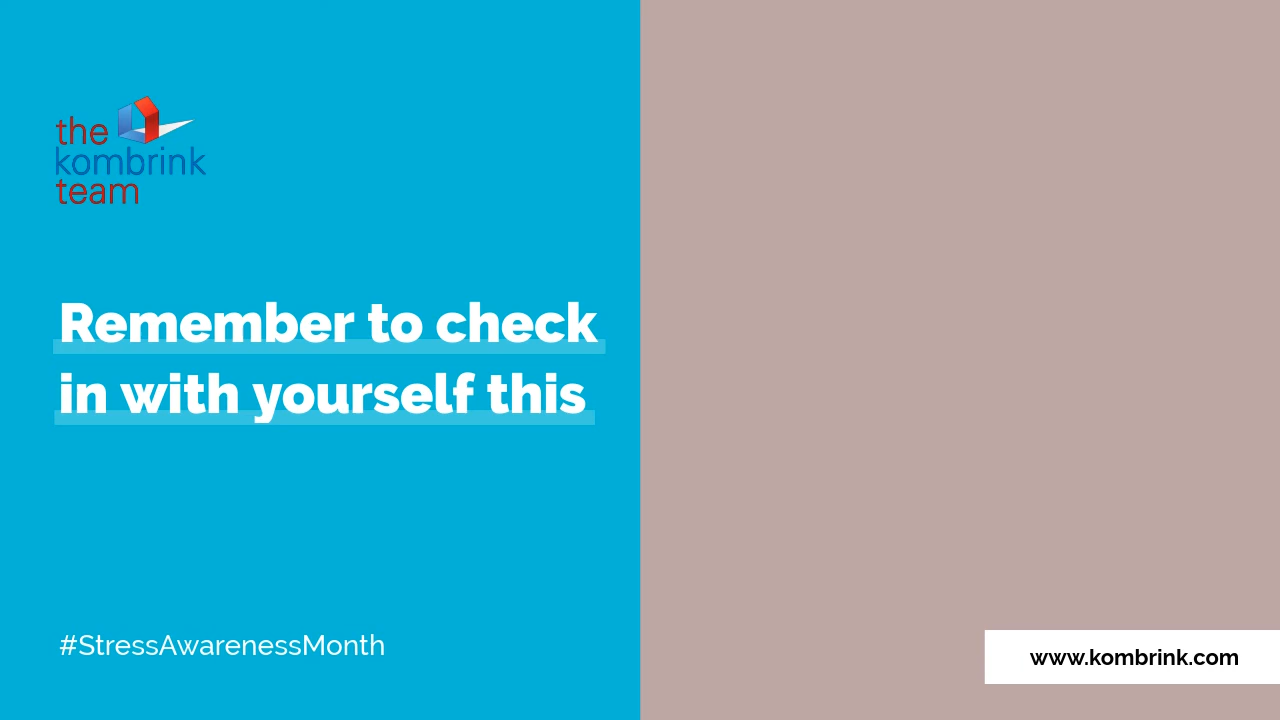 the
kombrink
team
Remember to check
in with yourself this
#StressAwarenessMonth
www.kombrink.com